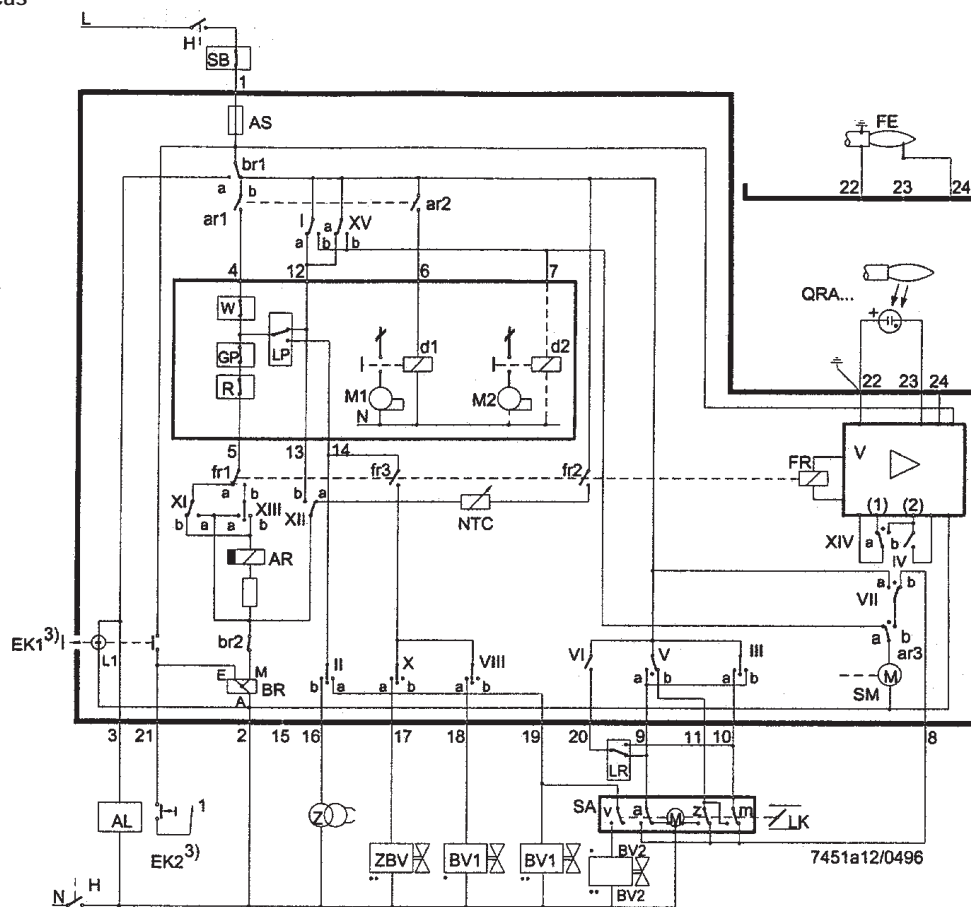 L
H
SB
1
AS
FE
br1
22 23 24
a b
ar1 ar2
I a XV
a b b
4 12 6 7
QRA...
+
W
LP
GP
d1 d2
R
M1 M2
N
22 23 24
V
5 13 14
FR
fr1 fr3 fr2
a b b a
XI XIII XII
b a a b
NTC
(1) (2)
XIV a b IV
AR
a b
VII
a b
ar3
EK1 3)
L1
br2
E M
BR
A
II X VIII
b a a b a b
VI V III
a b a b
M
SM
3 21 2 15 16 17 18 19 20 9 11 10 8
LR
SA v a M z m LK
AL
1
EK2 3)
Z
ZBV BV1 BV1 BV2
BV2
7451a12/0496
N H